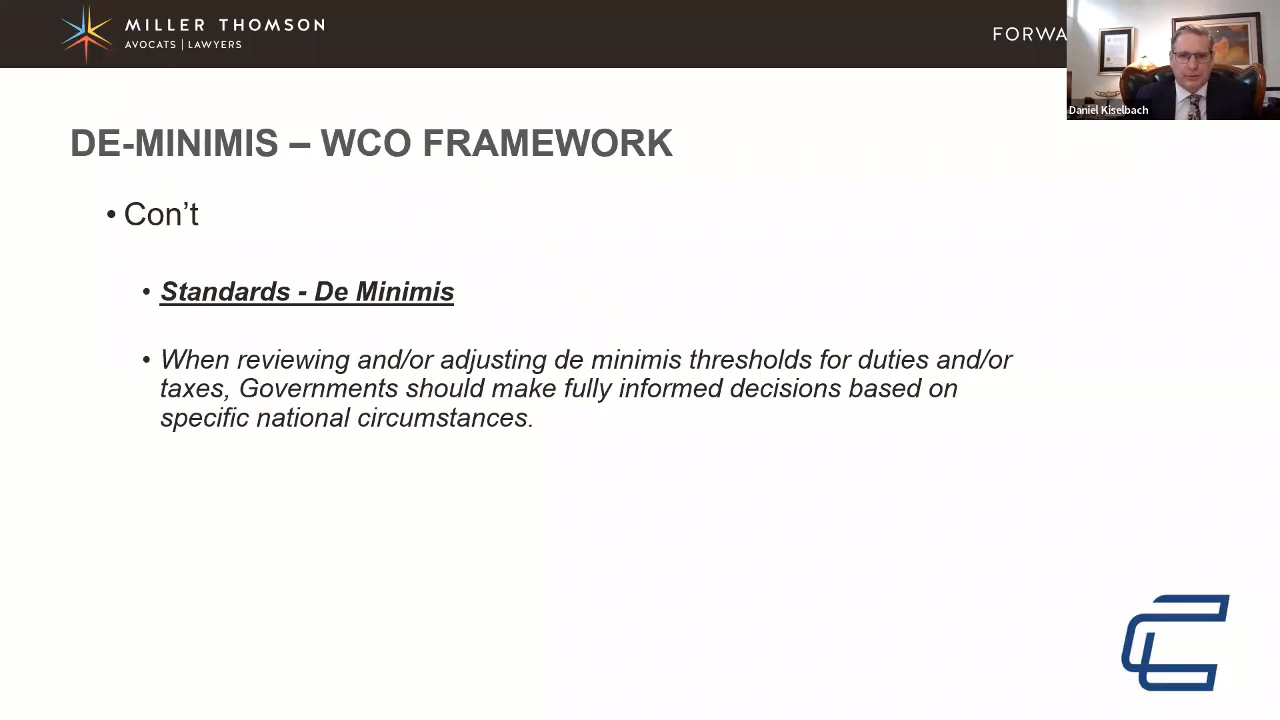 MILLER THOMSON
AVOCATS | LAWYERS
FORWA
Daniel Kiselbach
DE-MINIMIS – WCO FRAMEWORK
• Con’t
• Standards - De Minimis
• When reviewing and/or adjusting de minimis thresholds for duties and/or
taxes, Governments should make fully informed decisions based on
specific national circumstances.